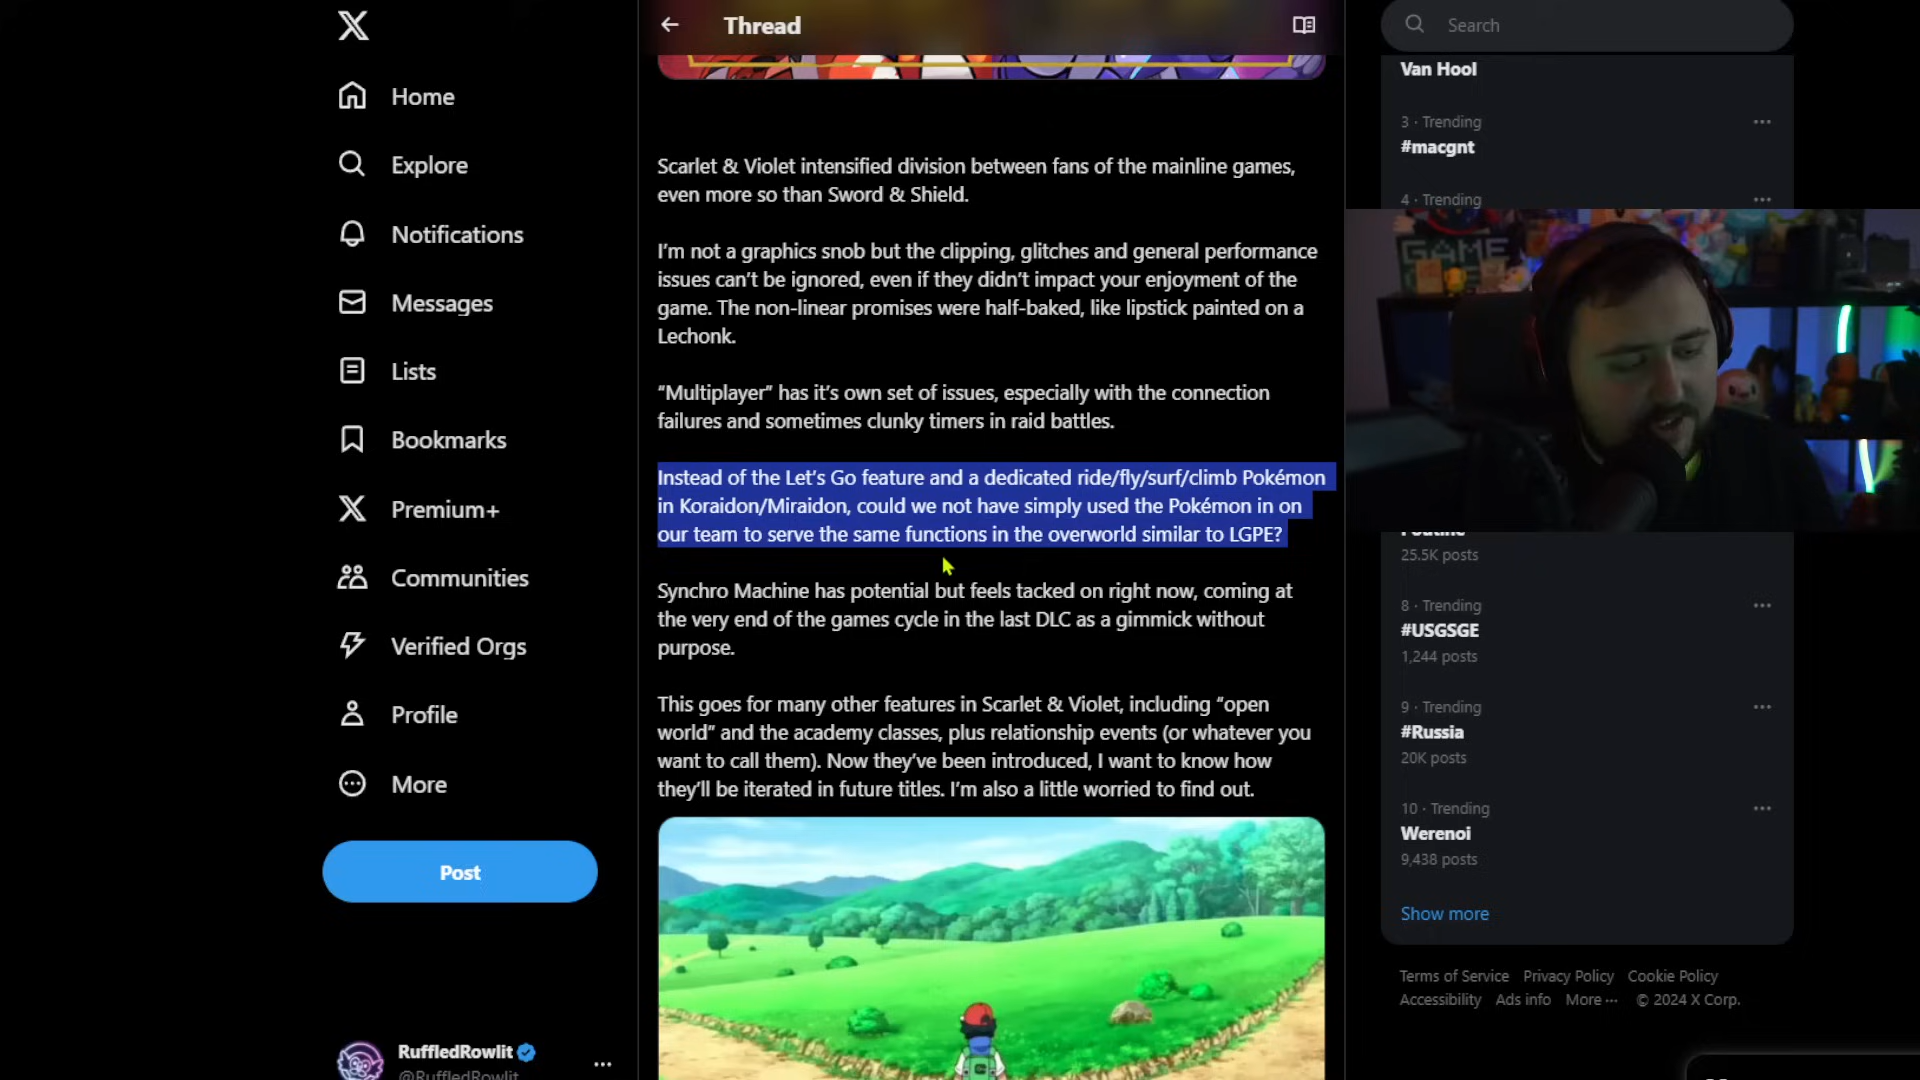 Home
Explore
Notifications
Messages
Lists
Bookmarks
Premium+
Communities
Verified Orgs
Profile
More
Post
RuffledRowlit
@RuffledRowlit
Thread
Scarlet & Violet intensified division between fans of the mainline games,
even more so than Sword & Shield.
I'm not a graphics snob but the clipping, glitches and general performance
issues can't be ignored, even if they didn't impact your enjoyment of the
game. The non-linear promises were half-baked, like lipstick painted on a
Lechonk.
“Multiplayer” has it's own set of issues, especially with the connection
failures and sometimes clunky timers in raid battles.
Instead of the Let's Go feature and a dedicated ride/fly/surf/climb Pokémon
in Koraidon/Miraidon, could we not have simply used the Pokémon in on
our team to serve the same functions in the overworld similar to LGPE?
Synchro Machine has potential but feels tacked on right now, coming at
the very end of the games cycle in the last DLC as a gimmick without
purpose.
This goes for many other features in Scarlet & Violet, including “open
world” and the academy classes, plus relationship events (or whatever you
want to call them). Now they've been introduced, I want to know how
they'll be iterated in future titles. I'm also a little worried to find out.
Search
Van Hool
3 · Trending
#macgnt
4 · Trending
GAME
25.5K posts
8 · Trending
#USGSGE
1,244 posts
9 · Trending
#Russia
20K posts
10 · Trending
Werenoi
9,438 posts
Show more
Terms of Service Privacy Policy Cookie Policy
Accessibility Ads info More ··· © 2024 X Corp.